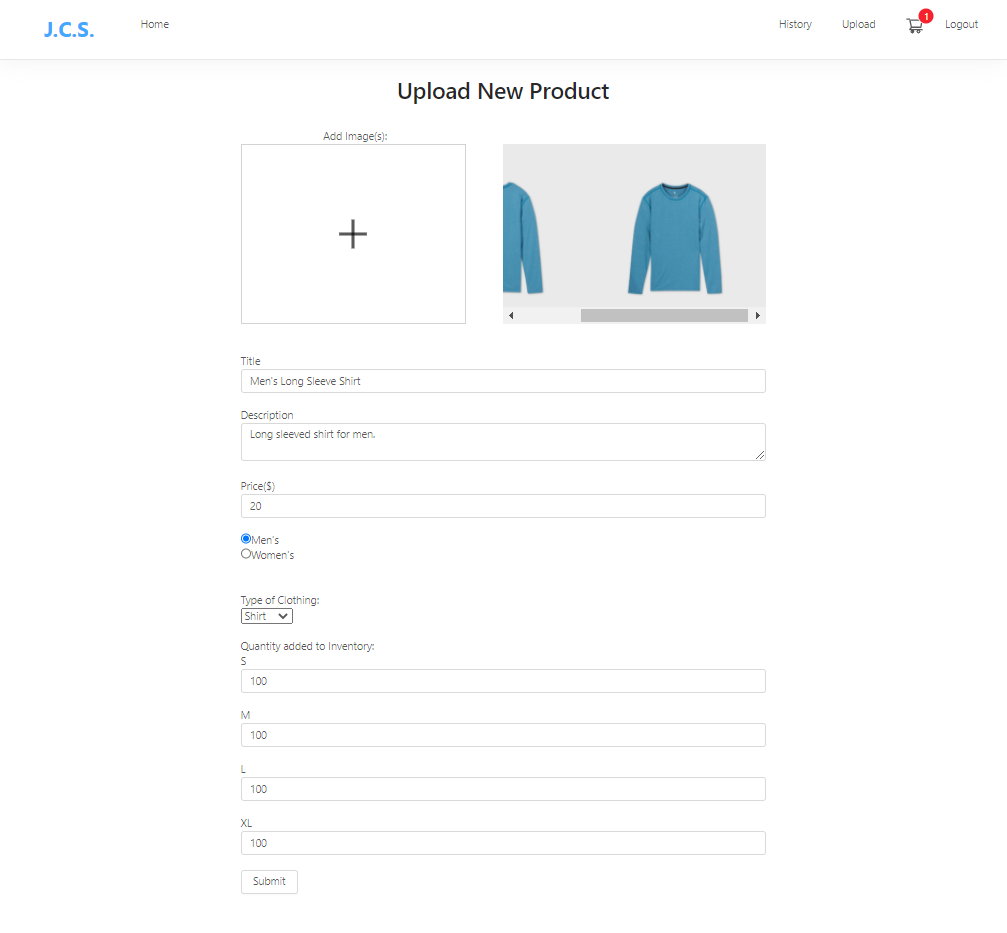 J.C.S.
Home
History
Upload
1
Logout
Upload New Product
Add Image(s):
Title
Men's Long Sleeve Shirt
Description
Long sleeved shirt for men.
Price($)
20
Men's
Women's
Type of Clothing:
Shirt
Quantity added to Inventory:
S
100
M
100
L
100
XL
100
Submit